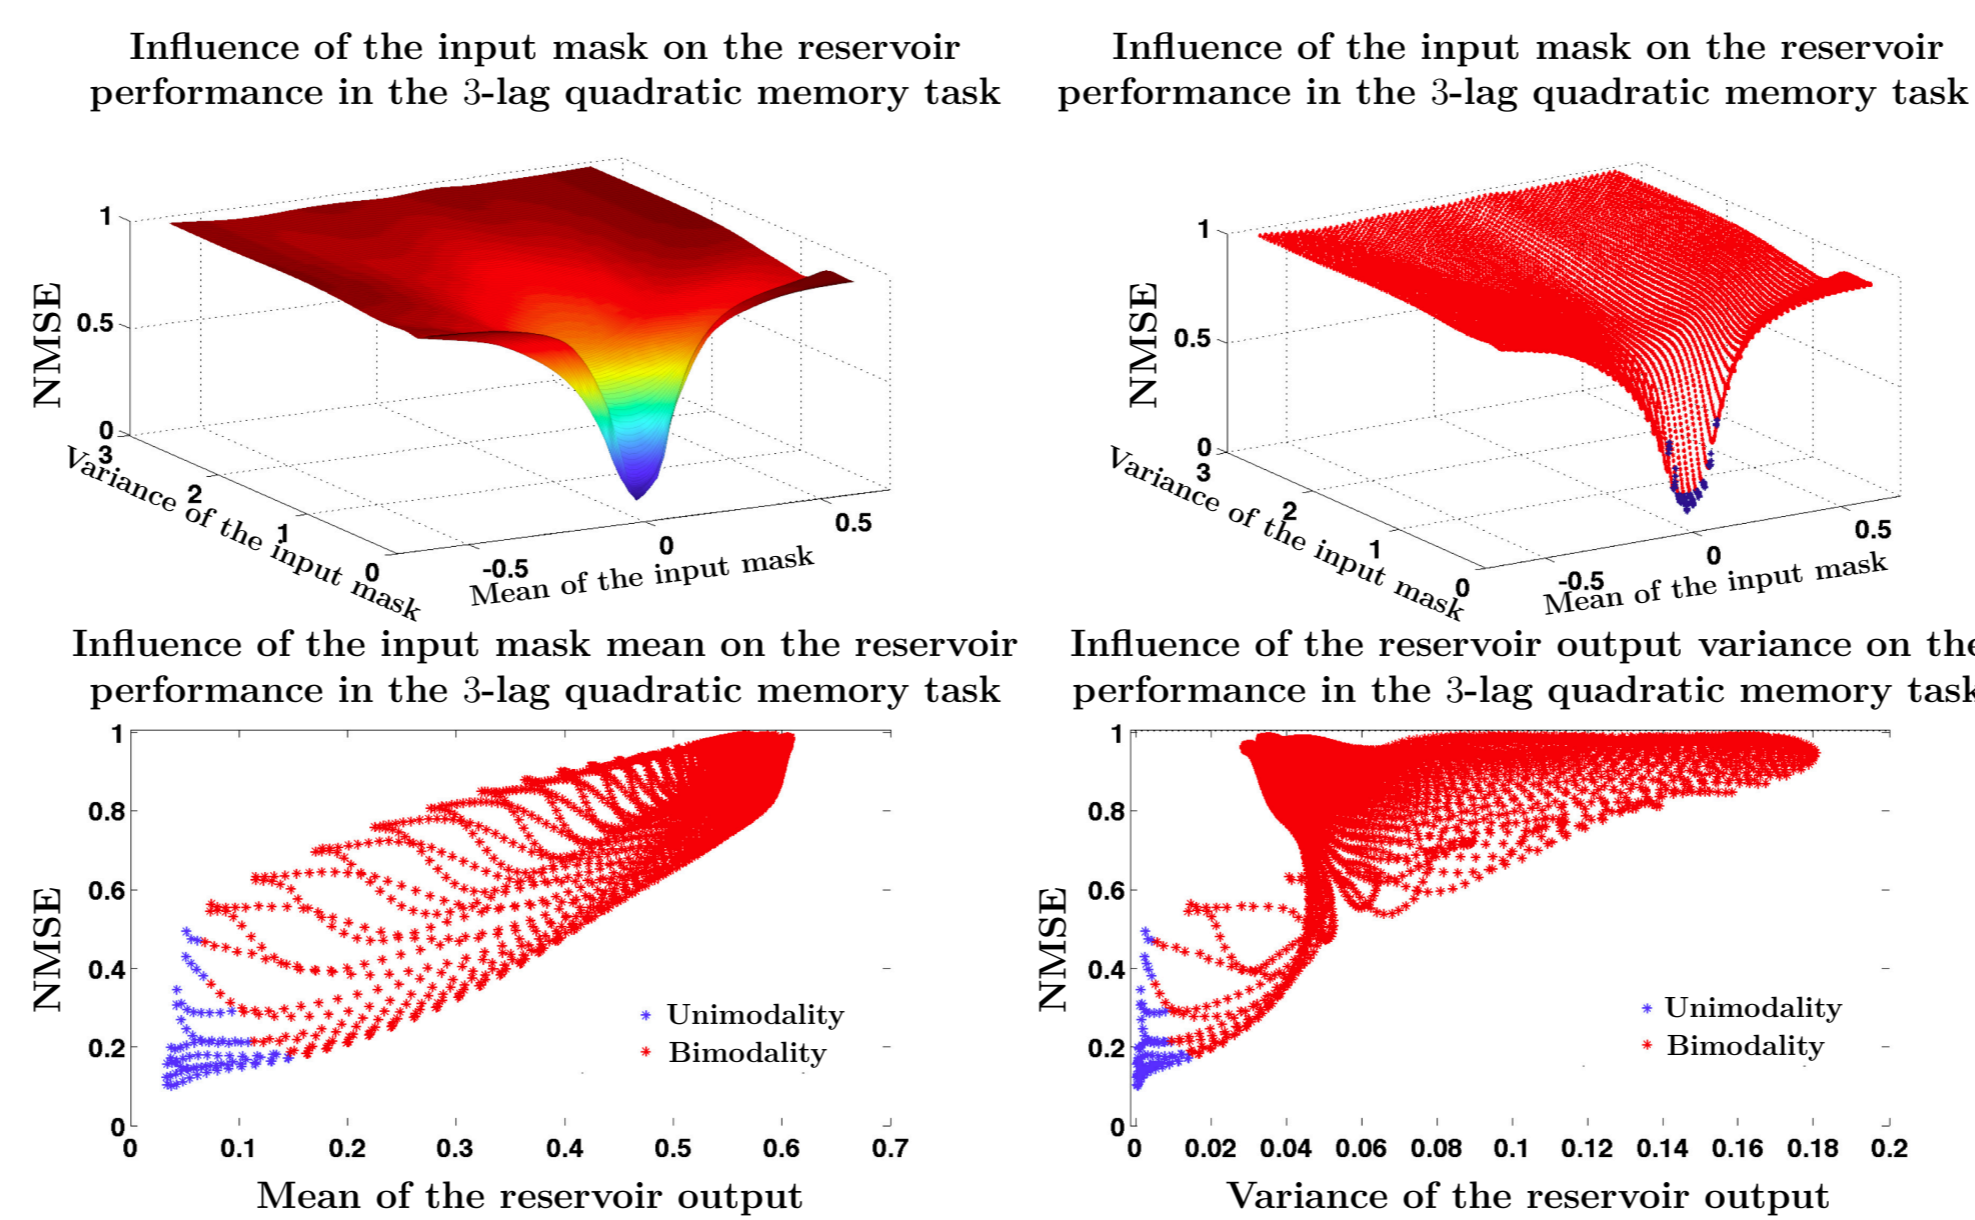 Influence of the input mask on the reservoir
performance in the 3-lag quadratic memory task
1
0.5
0
NMSE
3
2
1
0
Variance of the input mask
-0.5
0
0.5
Mean of the input mask
Influence of the input mask on the reservoir
performance in the 3-lag quadratic memory task
1
0.5
0
NMSE
3
2
1
0
Variance of the input mask
-0.5
0
0.5
Mean of the input mask
Influence of the input mask mean on the reservoir
performance in the 3-lag quadratic memory task
1
0.8
0.6
0.4
0.2
0
NMSE
Unimodality
Bimodality
0 0.1 0.2 0.3 0.4 0.5 0.6 0.7
Mean of the reservoir output
Influence of the reservoir output variance on the
performance in the 3-lag quadratic memory task
1
0.8
0.6
0.4
0.2
0
NMSE
Unimodality
Bimodality
0 0.02 0.04 0.06 0.08 0.1 0.12 0.14 0.16 0.18 0.2
Variance of the reservoir output